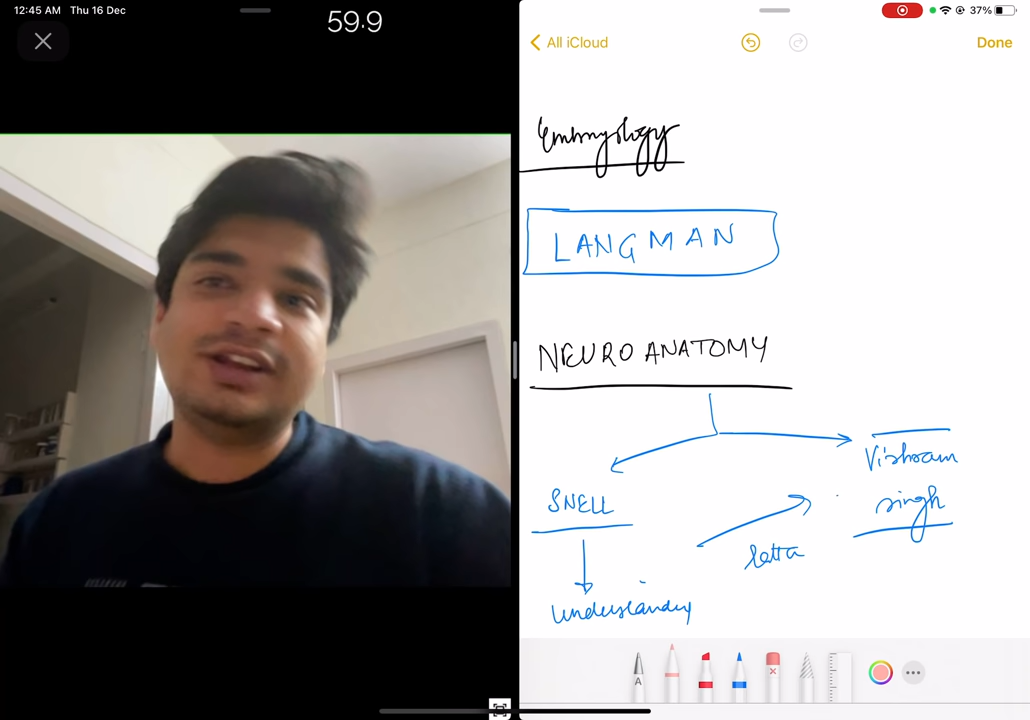 12:45 AM Thu 16 Dec
59.9
37%
All iCloud
Done
Embryology
LANGMAN
NEURO ANATOMY
SNELL
Vishram
singh
understanding
A